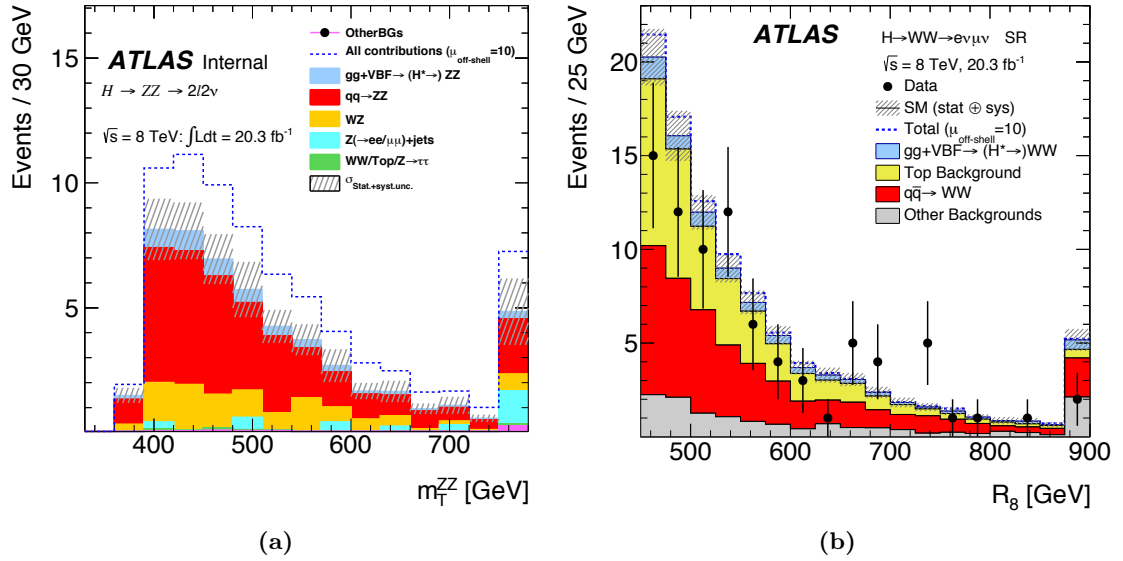 Events / 30 GeV
15
10
5
ATLAS Internal
H → ZZ → 2l2ν
√s = 8 TeV: ∫Ldt = 20.3 fb⁻¹
OtherBGs
All contributions (μ_off-shell=10)
gg+VBF→ (H*→) ZZ
qq→ZZ
WZ
Z(→ee/μμ)+jets
WW/Top/Z→ττ
σ_Stat.+syst.unc.
400 500 600 700
m_T^ZZ [GeV]
(a)
Events / 25 GeV
20
15
10
5
ATLAS
H→WW→eνμν SR
√s = 8 TeV, 20.3 fb⁻¹
Data
SM (stat ⊕ sys)
Total (μ_off-shell=10)
gg+VBF→ (H*→)WW
Top Background
qq̄→ WW
Other Backgrounds
500 600 700 800 900
R_8 [GeV]
(b)